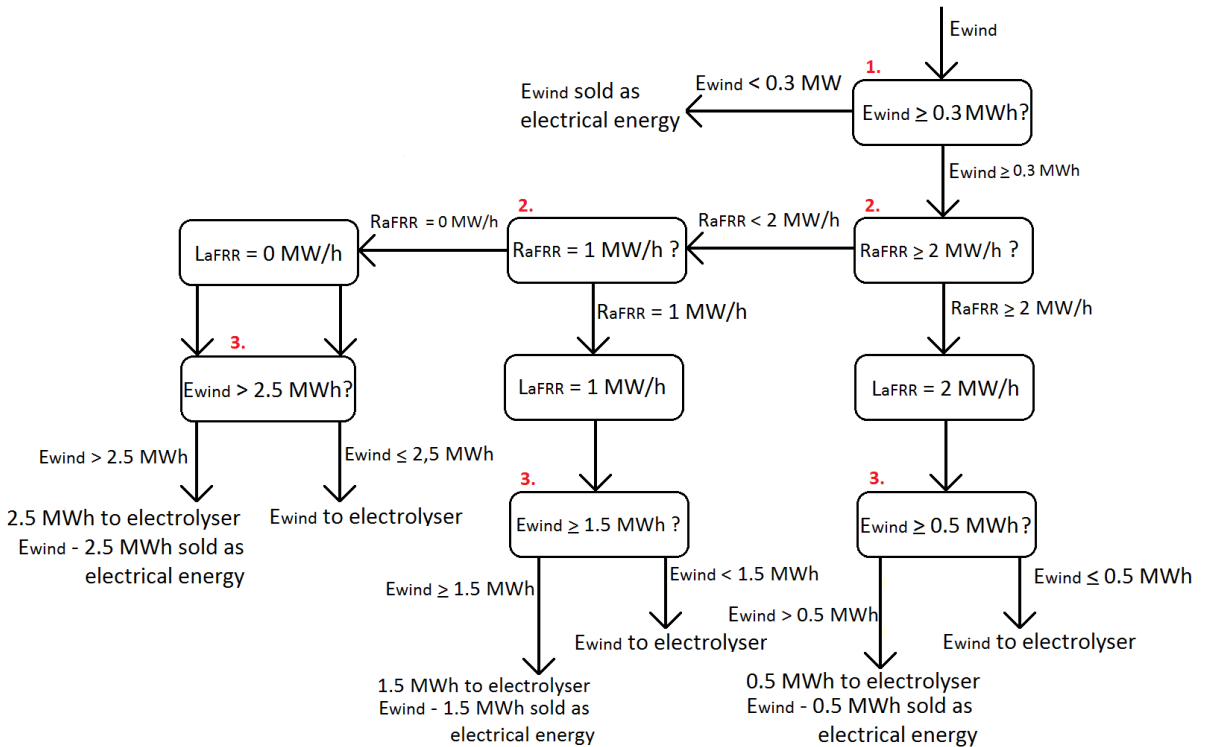 Ewind
1.
Ewind < 0.3 MW
Ewind sold as
electrical energy
Ewind ≥ 0.3 MWh?
Ewind ≥ 0.3 MWh
2.
2.
RaFRR = 0 MW/h
RaFRR < 2 MW/h
LaFRR = 0 MW/h
RaFRR = 1 MW/h ?
RaFRR ≥ 2 MW/h ?
RaFRR = 1 MW/h
RaFRR ≥ 2 MW/h
3.
Ewind > 2.5 MWh?
LaFRR = 1 MW/h
LaFRR = 2 MW/h
Ewind > 2.5 MWh
Ewind ≤ 2,5 MWh
3.
3.
2.5 MWh to electrolyser
Ewind - 2.5 MWh sold as
electrical energy
Ewind to electrolyser
Ewind ≥ 1.5 MWh ?
Ewind ≥ 0.5 MWh?
Ewind ≥ 1.5 MWh
Ewind < 1.5 MWh
Ewind > 0.5 MWh
Ewind ≤ 0.5 MWh
Ewind to electrolyser
Ewind to electrolyser
1.5 MWh to electrolyser
Ewind - 1.5 MWh sold as
electrical energy
0.5 MWh to electrolyser
Ewind - 0.5 MWh sold as
electrical energy